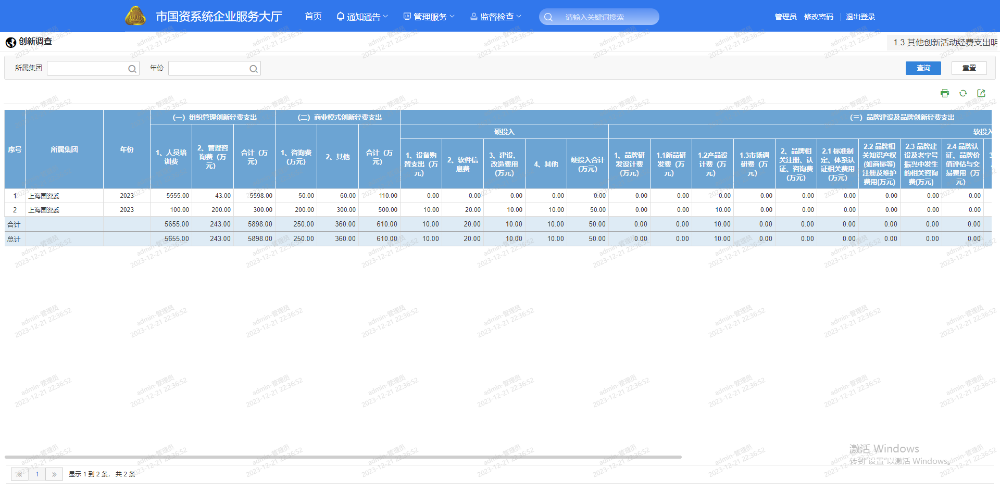 市国资系统企业服务大厅 首页 通知通告 管理服务 监督检查 请输入关键词搜索 管理员 修改密码 退出登录
创新调查 1.3 其他创新活动经费支出明
所属集团 年份 查询 重置
序号 所属集团 年份 （一）组织管理创新经费支出 （二）商业模式创新经费支出 （三）品牌建设及品牌创新经费支出
硬投入 软投入
1、人员培训费 2、管理咨询费（万元） 合计（万元） 1、咨询费(万元) 2、其他 合计（万元） 1、设备购置支出（万元） 2、软件信息费 3、建设、改造费用(万元) 4、其他 硬投入合计(万元) 1、品牌研发设计费(万元) 1.1新品研发费（万元） 1.2产品设计费（万元） 1.3市场调研费（万元） 2、品牌相关注册、认证、咨询费(万元) 2.1 标准制定、体系认证相关费用(万元) 2.2 品牌相关知识产权(如商标等)注册及维护费用(万元) 2.3 品牌建设及老字号振兴中发生的相关咨询费(万元) 2.4 品牌认证、品牌价值评估与交易费用（万元）
1 上海国资委 2023 5555.00 43.00 5598.00 50.00 60.00 110.00 0.00 0.00 0.00 0.00 0.00 0.00 0.00 0.00 0.00 0.00 0.00 0.00 0.00 0.00
2 上海国资委 2023 100.00 200.00 300.00 200.00 300.00 500.00 10.00 20.00 10.00 10.00 50.00 0.00 0.00 10.00 0.00 0.00 0.00 0.00 0.00 0.00
合计 5655.00 243.00 5898.00 250.00 360.00 610.00 10.00 20.00 10.00 10.00 50.00 0.00 0.00 10.00 0.00 0.00 0.00 0.00 0.00 0.00
总计 5655.00 243.00 5898.00 250.00 360.00 610.00 10.00 20.00 10.00 10.00 50.00 0.00 0.00 10.00 0.00 0.00 0.00 0.00 0.00 0.00
admin-管理员
2023-12-21 22:36:52
激活 Windows
转到"设置"以激活 Windows。
« 1 » 显示 1 到 2 条， 共 2 条